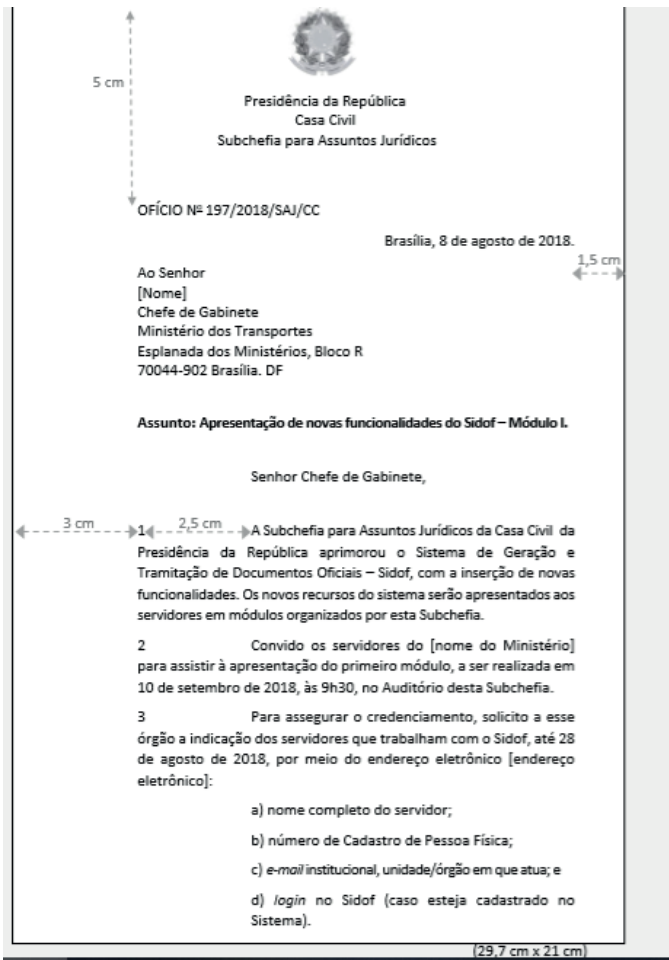 5 cm
Presidência da República
Casa Civil
Subchefia para Assuntos Jurídicos
OFÍCIO Nº 197/2018/SAJ/CC
Brasília, 8 de agosto de 2018.
1,5 cm
Ao Senhor
[Nome]
Chefe de Gabinete
Ministério dos Transportes
Esplanada dos Ministérios, Bloco R
70044-902 Brasília. DF
Assunto: Apresentação de novas funcionalidades do Sidof – Módulo I.
Senhor Chefe de Gabinete,
3 cm 1 2,5 cm A Subchefia para Assuntos Jurídicos da Casa Civil da
Presidência da República aprimorou o Sistema de Geração e
Tramitação de Documentos Oficiais – Sidof, com a inserção de novas
funcionalidades. Os novos recursos do sistema serão apresentados aos
servidores em módulos organizados por esta Subchefia.
2 Convido os servidores do [nome do Ministério]
para assistir à apresentação do primeiro módulo, a ser realizada em
10 de setembro de 2018, às 9h30, no Auditório desta Subchefia.
3 Para assegurar o credenciamento, solicito a esse
órgão a indicação dos servidores que trabalham com o Sidof, até 28
de agosto de 2018, por meio do endereço eletrônico [endereço
eletrônico]:
a) nome completo do servidor;
b) número de Cadastro de Pessoa Física;
c) e-mail institucional, unidade/órgão em que atua; e
d) login no Sidof (caso esteja cadastrado no
Sistema).
(29,7 cm x 21 cm)